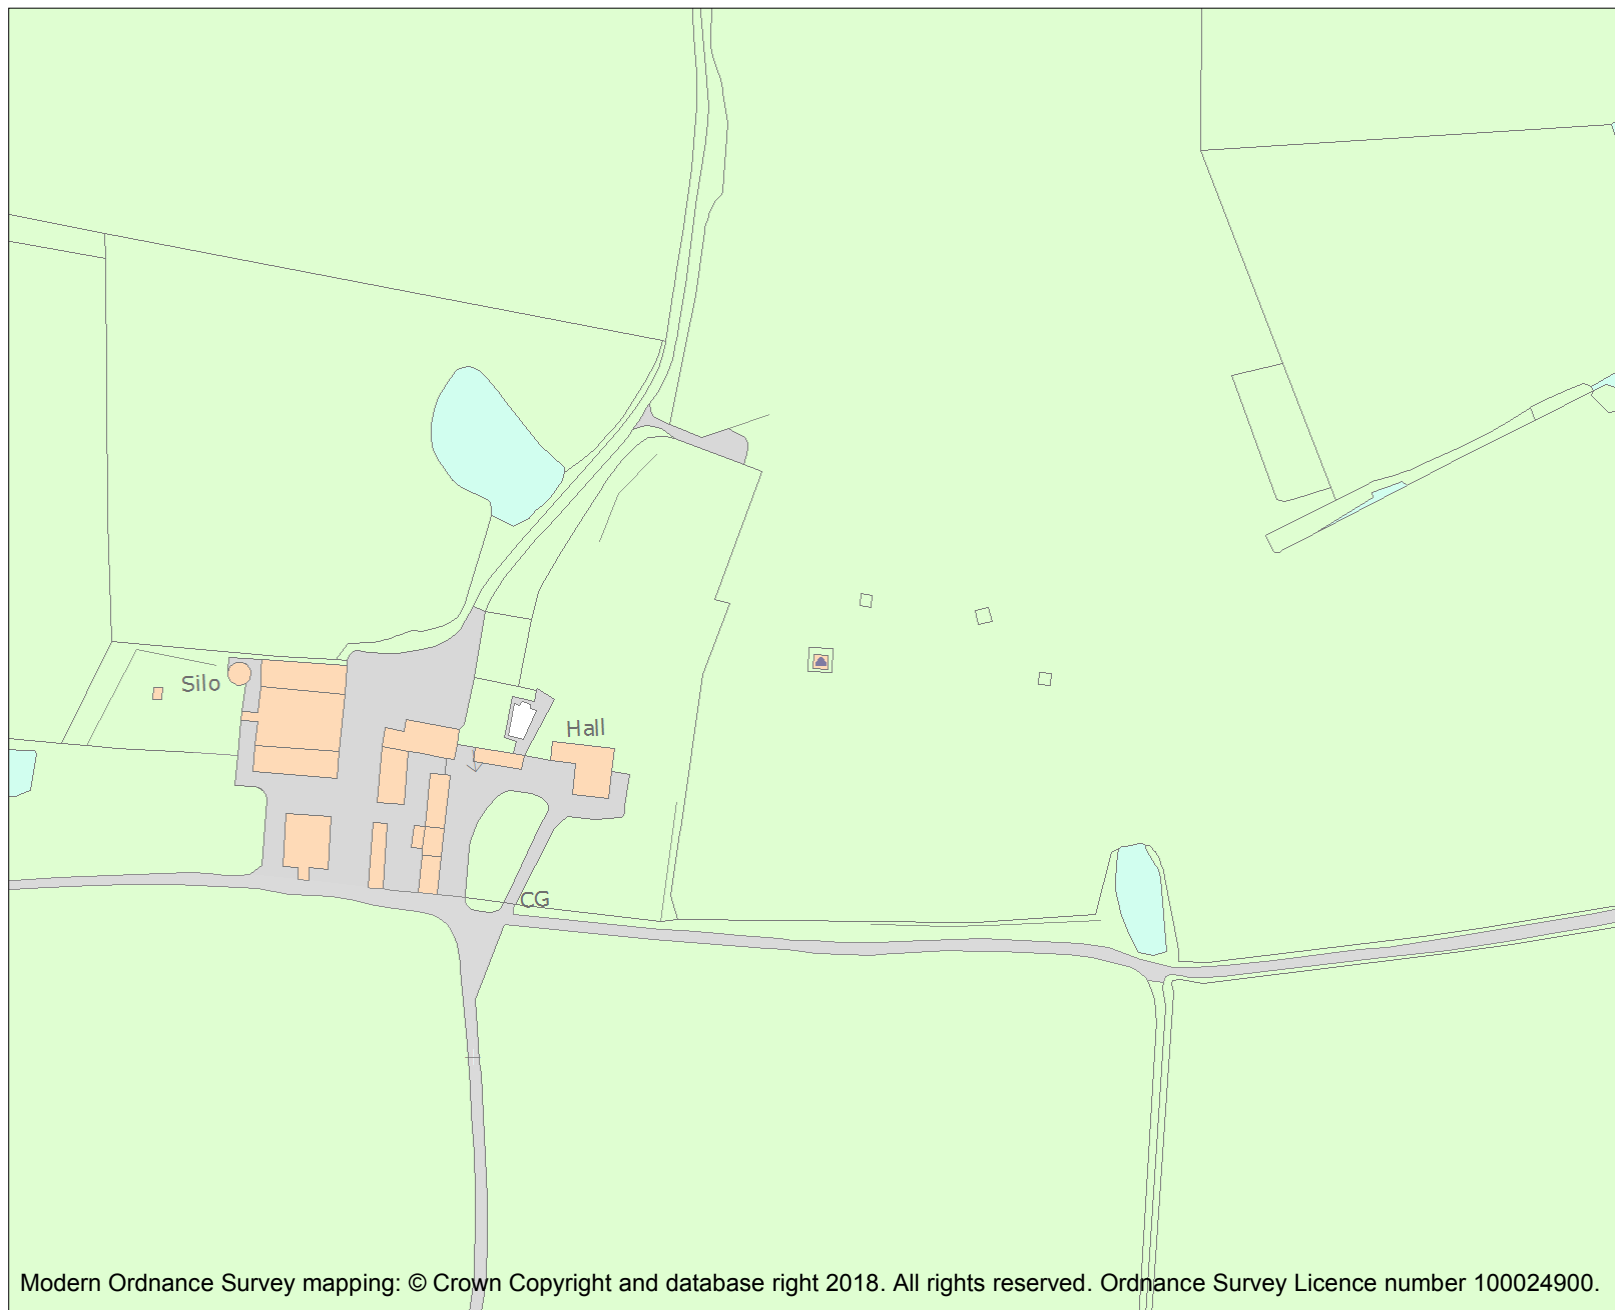 Silo
Hall
CG
Modern Ordnance Survey mapping: © Crown Copyright and database right 2018. All rights reserved. Ordnance Survey Licence number 100024900.